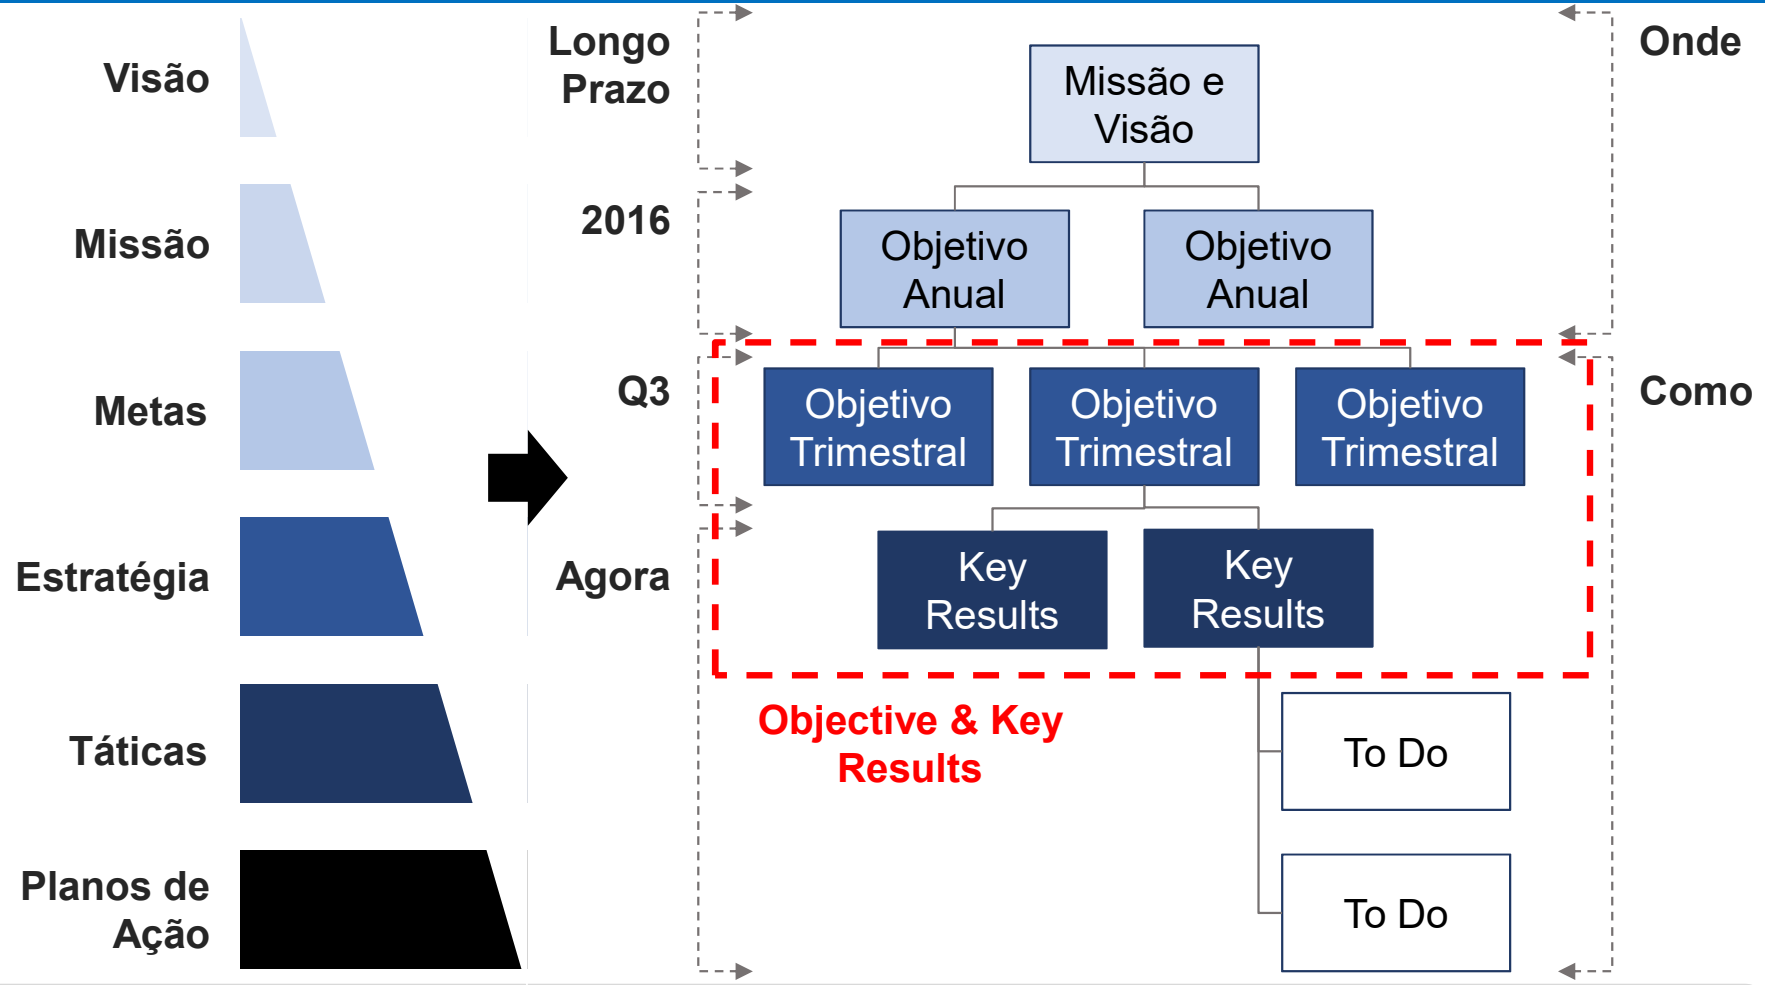 Visão
Missão
Metas
Estratégia
Táticas
Planos de
Ação
Longo
Prazo
2016
Q3
Agora
Missão e
Visão
Objetivo
Anual
Objetivo
Anual
Objetivo
Trimestral
Objetivo
Trimestral
Objetivo
Trimestral
Key
Results
Key
Results
Objective & Key
Results
To Do
To Do
Onde
Como